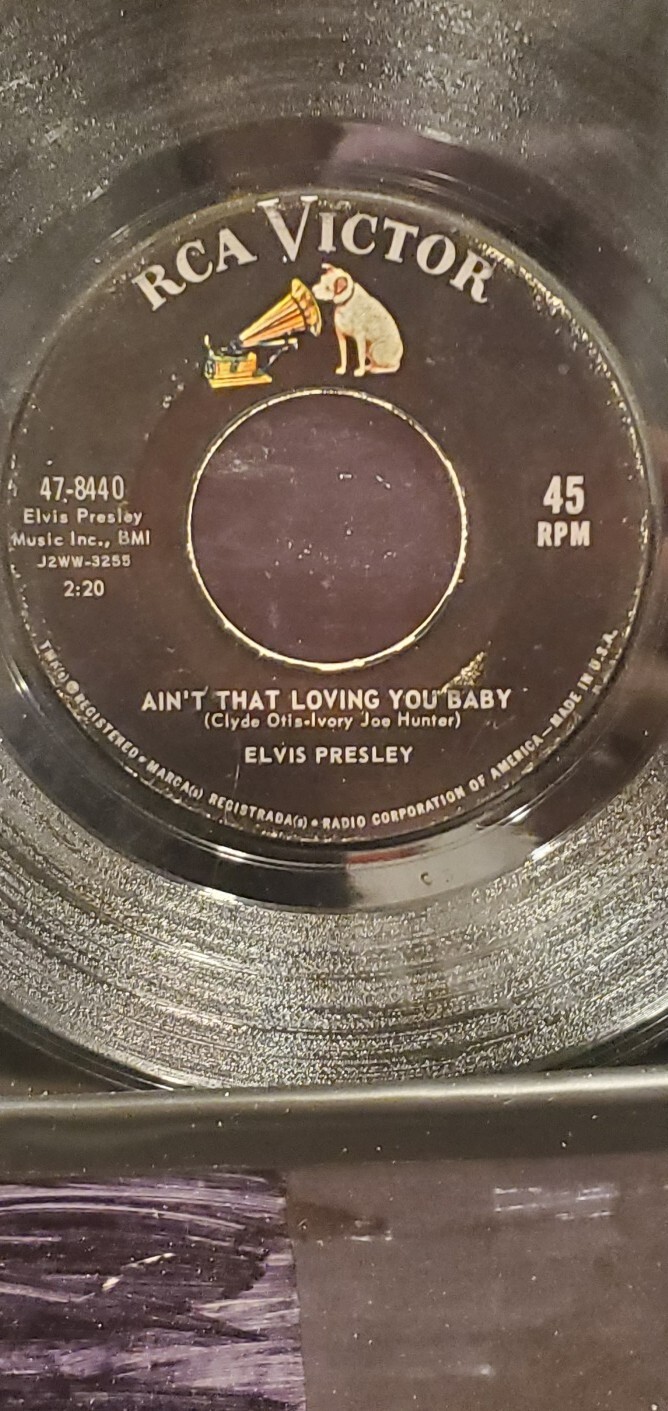 RCA VICTOR
47-8440
Elvis Presley
Music Inc., BMI
J2WW-3255
2:20
45
RPM
AIN'T THAT LOVING YOU BABY
(Clyde Otis-Ivory Joe Hunter)
ELVIS PRESLEY
TMK(s) ® REGISTERED • MARCA(s) REGISTRADA(s) • RADIO CORPORATION OF AMERICA—MADE IN U.S.A.